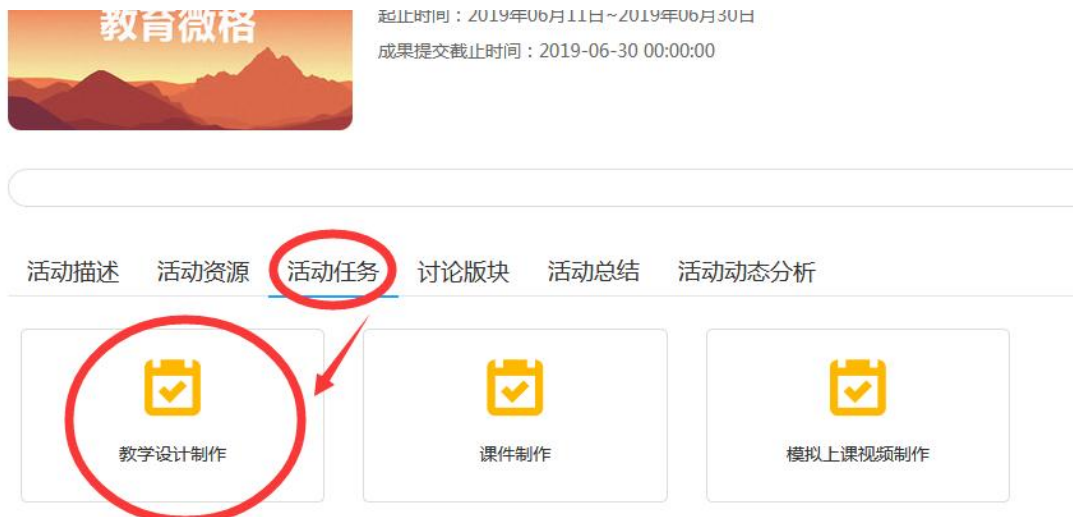 教育微格
起止时间：2019年06月11日~2019年06月30日
成果提交截止时间：2019-06-30 00:00:00
活动描述 活动资源 活动任务 讨论版块 活动总结 活动动态分析
教学设计制作 课件制作 模拟上课视频制作